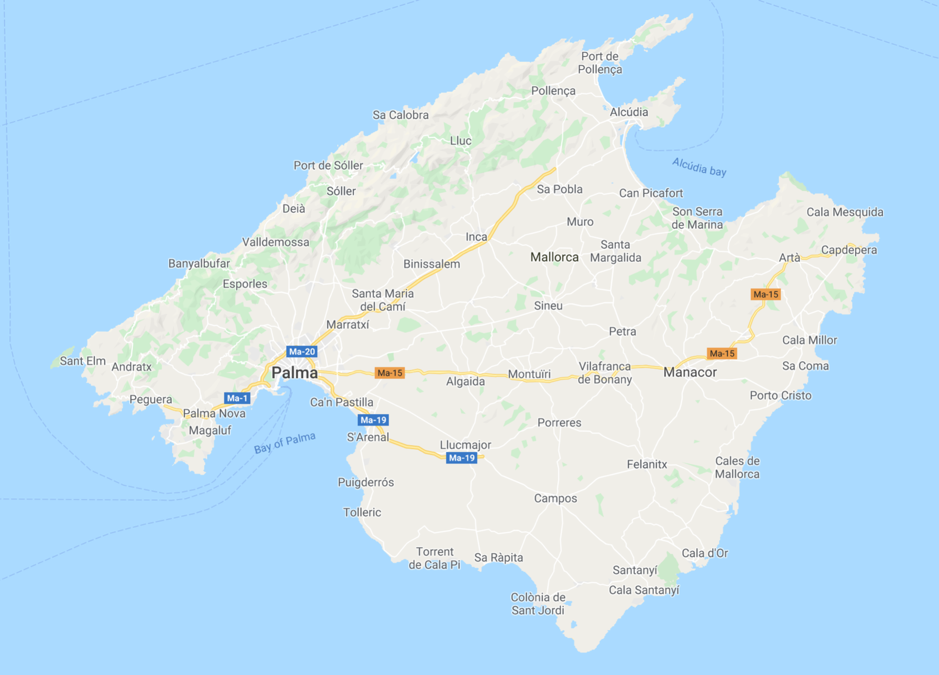 Port de
Pollença
Pollença
Sa Calobra
Alcúdia
Lluc
Port de Sóller
Alcúdia bay
Sóller
Sa Pobla
Can Picafort
Deià
Son Serra
de Marina
Cala Mesquida
Muro
Valldemossa
Inca
Santa
Margalida
Capdepera
Mallorca
Artà
Banyalbufar
Binissalem
Esporles
Santa Maria
del Camí
Ma-15
Sineu
Marratxí
Petra
Cala Millor
Ma-20
Ma-15
Sant Elm
Andratx
Palma
Ma-15
Algaida
Montuïri
Vilafranca
de Bonany
Manacor
Sa Coma
Peguera
Ma-1
Ca'n Pastilla
Porto Cristo
Palma Nova
Ma-19
Porreres
Magaluf
Bay of Palma
S'Arenal
Llucmajor
Ma-19
Felanitx
Cales de
Mallorca
Puigderrós
Campos
Tolleric
Torrent
de Cala Pi
Sa Ràpita
Cala d'Or
Santanyí
Cala Santanyí
Colònia de
Sant Jordi